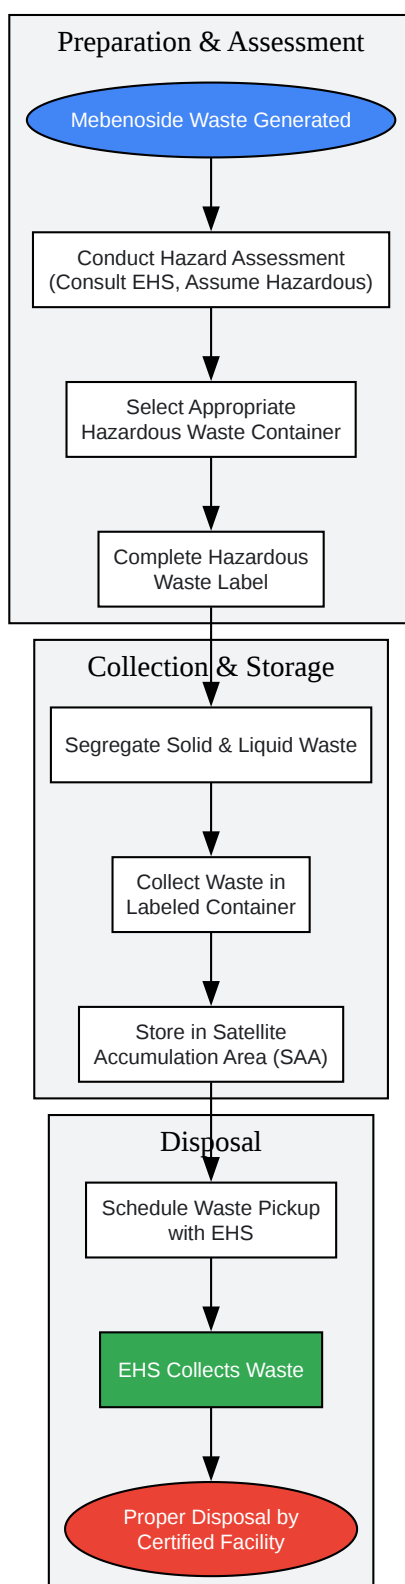 Preparation & Assessment
Mebenoside Waste Generated
Conduct Hazard Assessment
(Consult EHS, Assume Hazardous)
Select Appropriate
Hazardous Waste Container
Complete Hazardous
Waste Label
Collection & Storage
Segregate Solid & Liquid Waste
Collect Waste in
Labeled Container
Store in Satellite
Accumulation Area (SAA)
Disposal
Schedule Waste Pickup
with EHS
EHS Collects Waste
Proper Disposal by
Certified Facility